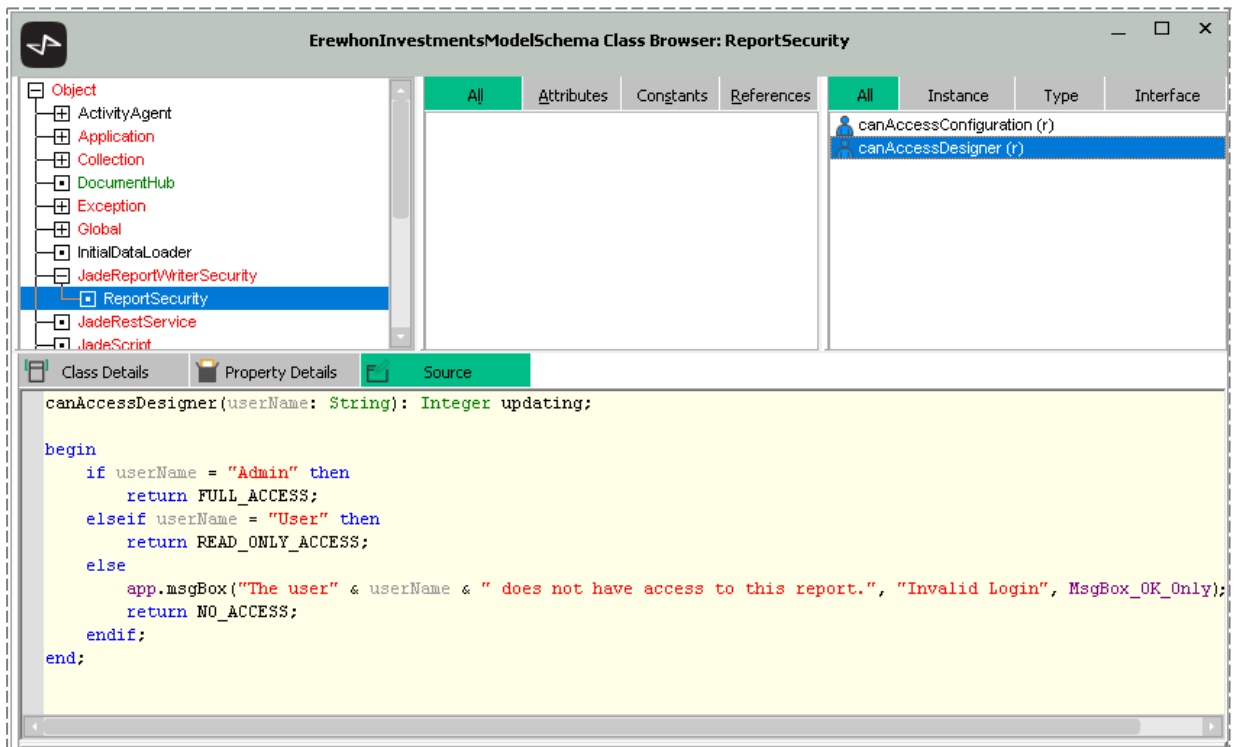 ErewhonInvestmentsModelSchema Class Browser: ReportSecurity
Object
ActivityAgent
Application
Collection
DocumentHub
Exception
Global
InitialDataLoader
JadeReportWriterSecurity
ReportSecurity
JadeRestService
JadeScript
All Attributes Constants References
All Instance Type Interface
canAccessConfiguration (r)
canAccessDesigner (r)
Class Details Property Details Source
canAccessDesigner(userName: String): Integer updating;
begin
if userName = "Admin" then
return FULL_ACCESS;
elseif userName = "User" then
return READ_ONLY_ACCESS;
else
app.msgBox("The user" & userName & " does not have access to this report.", "Invalid Login", MsgBox_OK_Only);
return NO_ACCESS;
endif;
end;